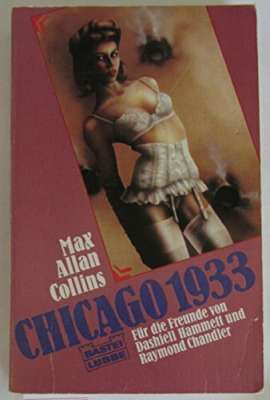 Max
Allan
Collins
CHICAGO 1933
Für die Freunde von
Dashiell Hammett und
Raymond Chandler
BASTEI
LÜBBE